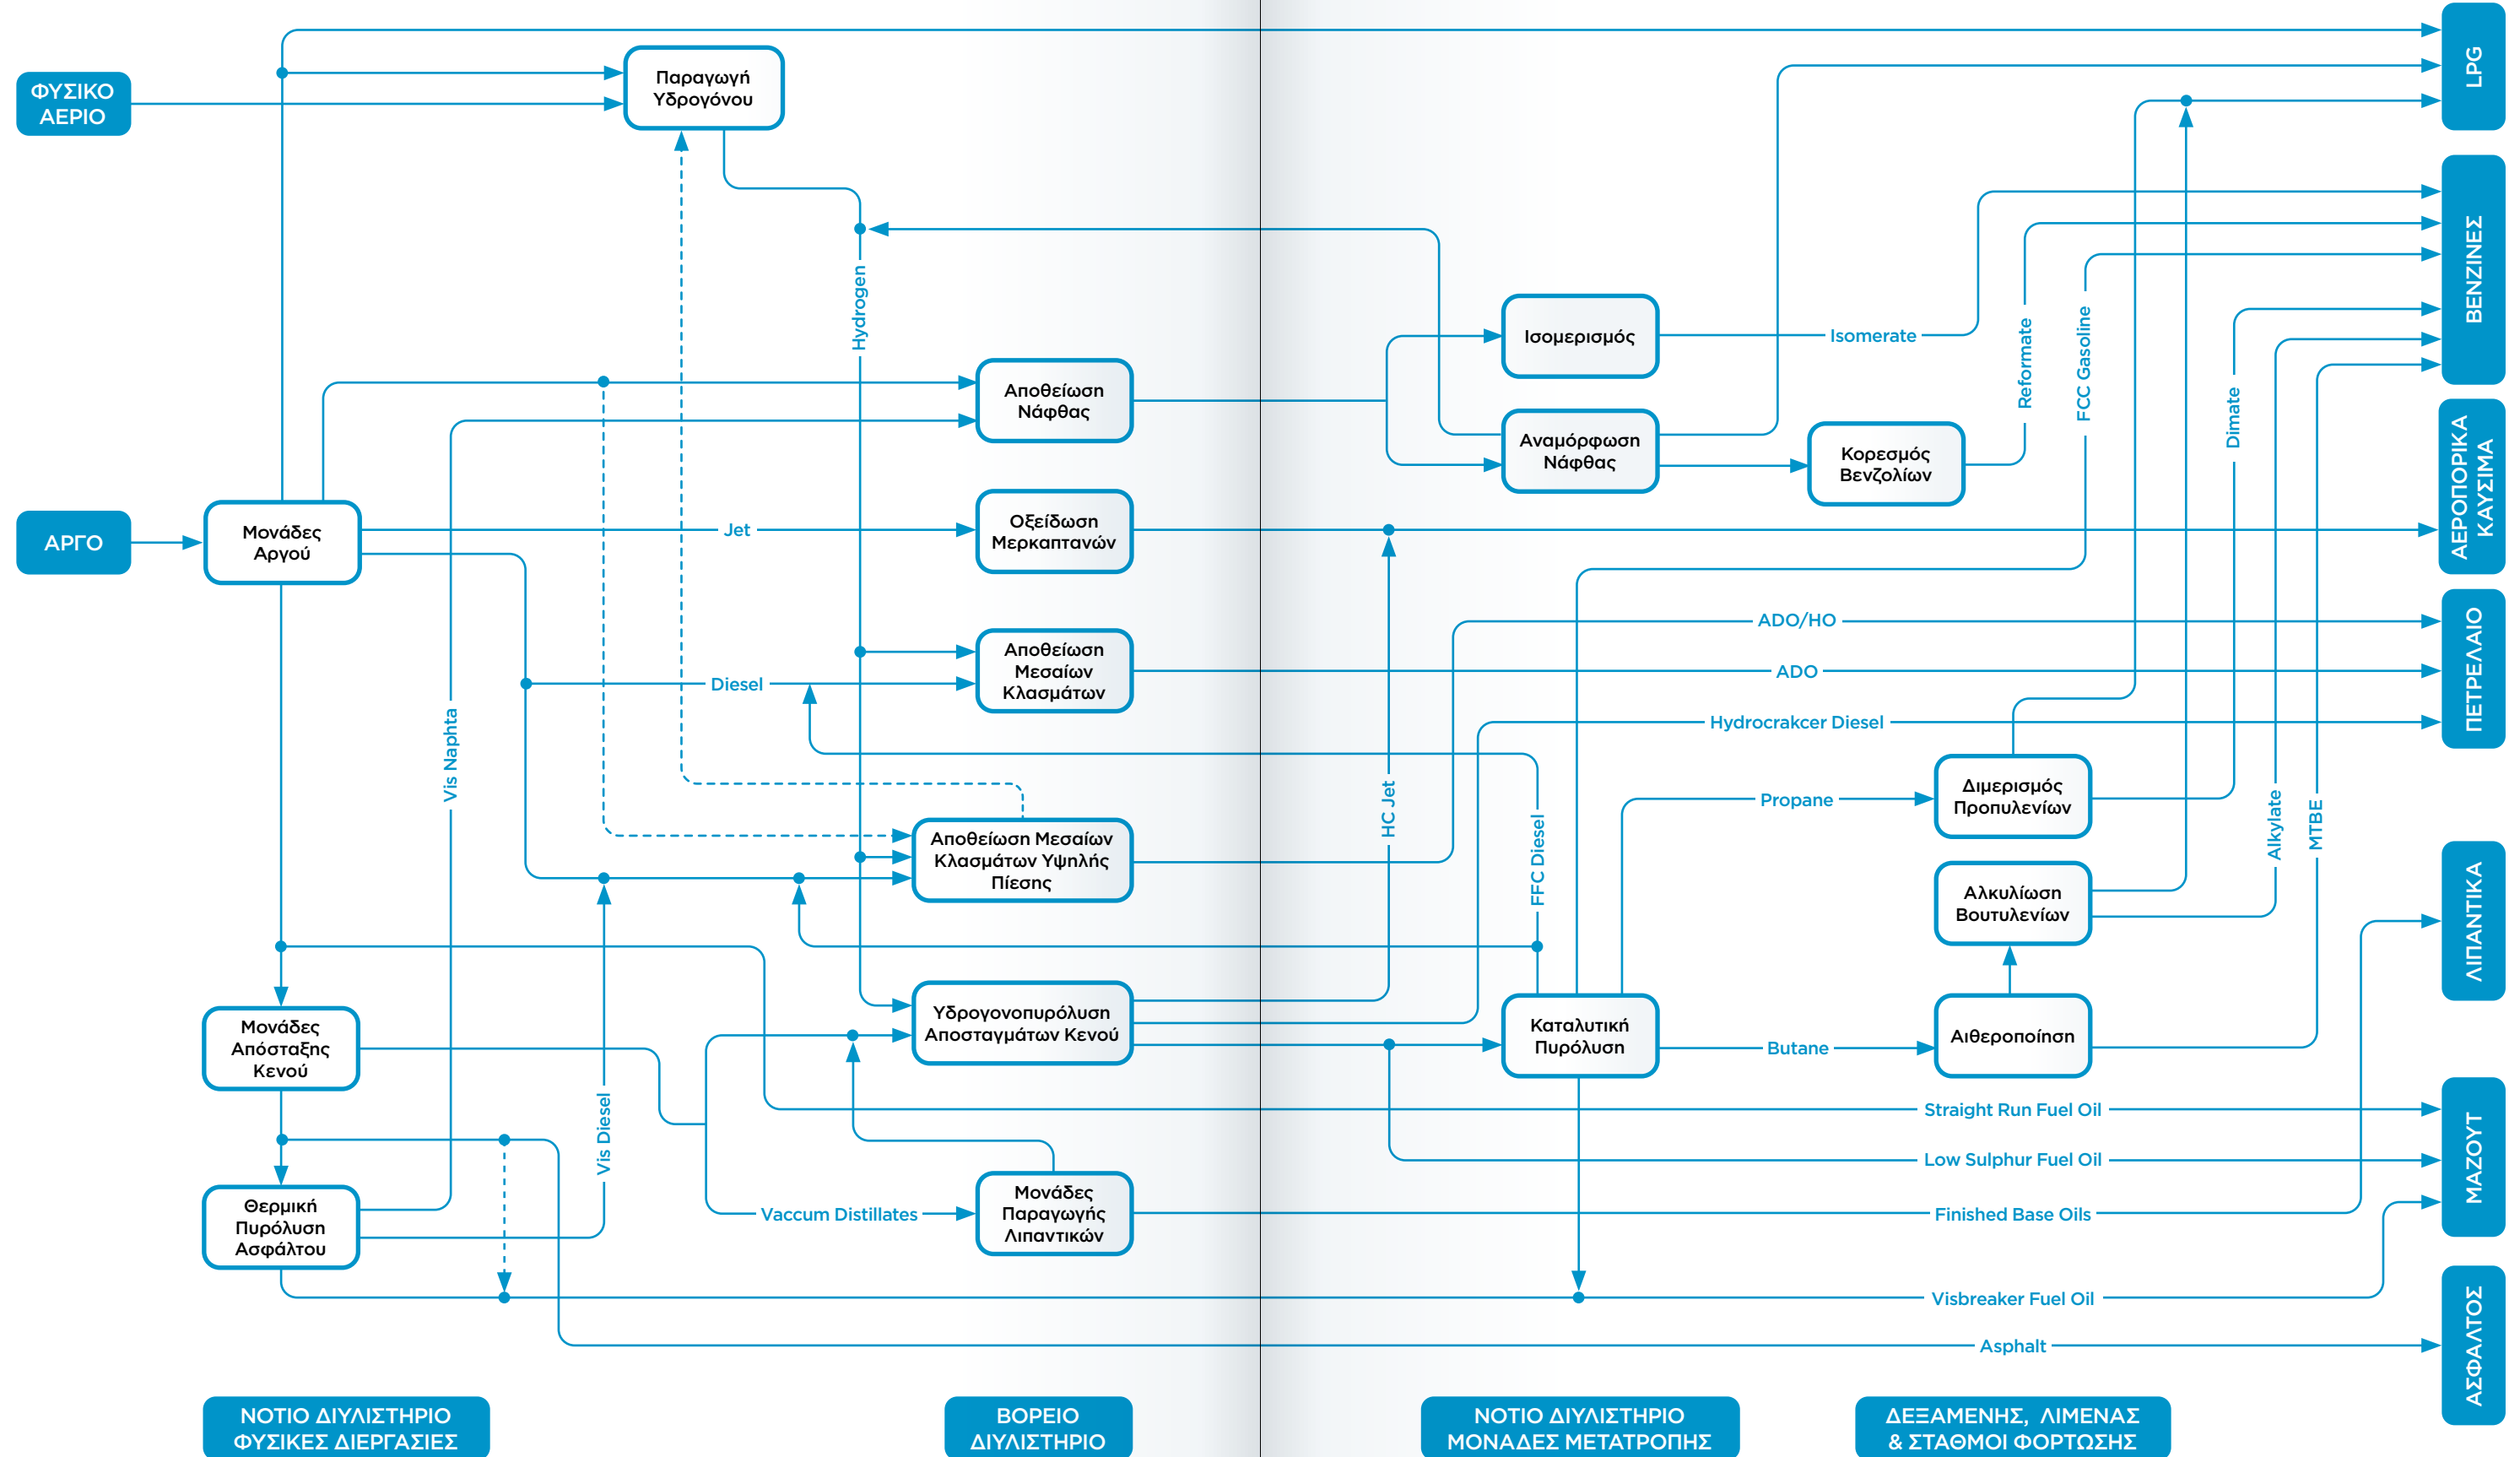 ΦΥΣΙΚΟ
ΑΕΡΙΟ
Παραγωγή
Υδρογόνου
LPG
Hydrogen
ΒΕΝΖΙΝΕΣ
Ισομερισμός
Isomerate
Reformate
FCC Gasoline
Dimate
Αποθείωση
Νάφθας
Αναμόρφωση
Νάφθας
Κορεσμός
Βενζολίων
ΑΕΡΟΠΟΡΙΚΑ
ΚΑΥΣΙΜΑ
ΑΡΓΟ
Μονάδες
Αργού
Jet
Οξείδωση
Μερκαπτανών
Αποθείωση
Μεσαίων
Κλασμάτων
Diesel
ADO/HO
ADO
Hydrocrakcer Diesel
ΠΕΤΡΕΛΑΙΟ
Vis Naphta
HC Jet
FFC Diesel
Propane
Διμερισμός
Προπυλενίων
Alkylate
MTBE
Αποθείωση Μεσαίων
Κλασμάτων Υψηλής
Πίεσης
Αλκυλίωση
Βουτυλενίων
ΛΙΠΑΝΤΙΚΑ
Μονάδες
Απόσταξης
Κενού
Υδρογονοπυρόλυση
Αποσταγμάτων Κενού
Καταλυτική
Πυρόλυση
Butane
Αιθεροποίηση
Vis Diesel
Straight Run Fuel Oil
Low Sulphur Fuel Oil
ΜΑΖΟΥΤ
Θερμική
Πυρόλυση
Ασφάλτου
Vaccum Distillates
Μονάδες
Παραγωγής
Λιπαντικών
Finished Base Oils
Visbreaker Fuel Oil
Asphalt
ΑΣΦΑΛΤΟΣ
ΝΟΤΙΟ ΔΙΥΛΙΣΤΗΡΙΟ
ΦΥΣΙΚΕΣ ΔΙΕΡΓΑΣΙΕΣ
ΒΟΡΕΙΟ
ΔΙΥΛΙΣΤΗΡΙΟ
ΝΟΤΙΟ ΔΙΥΛΙΣΤΗΡΙΟ
ΜΟΝΑΔΕΣ ΜΕΤΑΤΡΟΠΗΣ
ΔΕΞΑΜΕΝΗΣ, ΛΙΜΕΝΑΣ
& ΣΤΑΘΜΟΙ ΦΟΡΤΩΣΗΣ